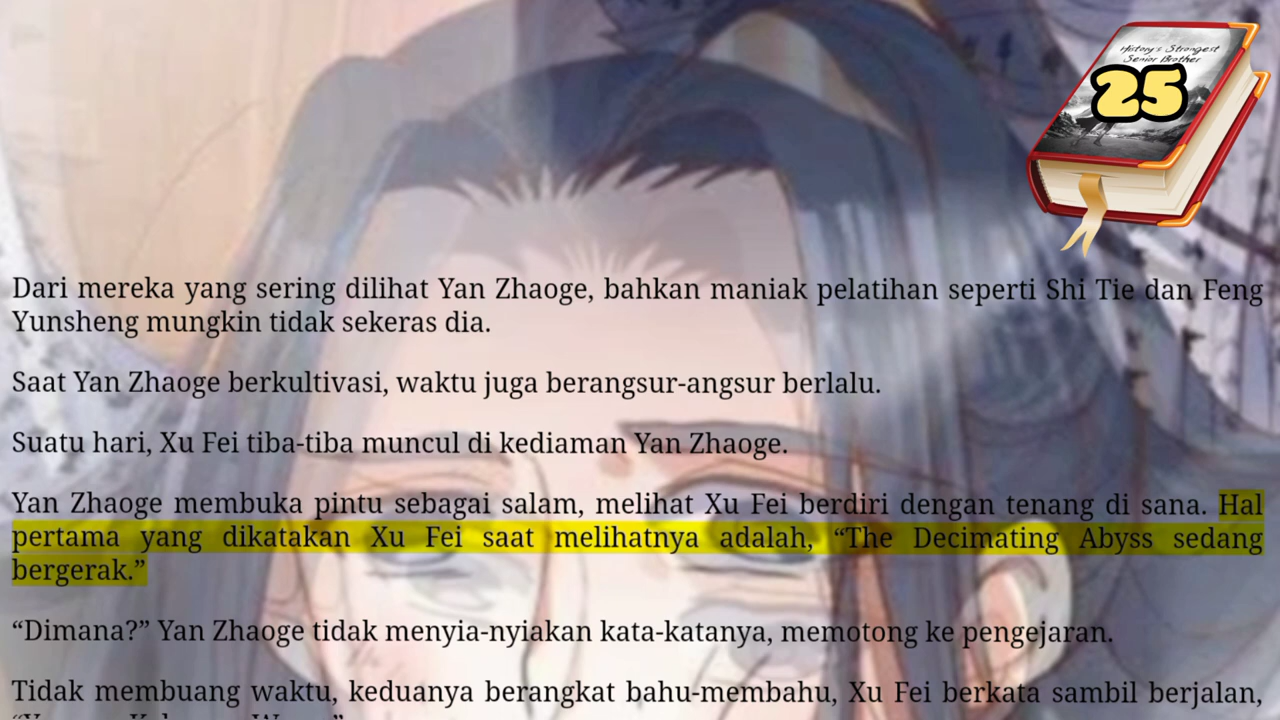 History's Strongest
Senior Brother
25
Dari mereka yang sering dilihat Yan Zhaoge, bahkan maniak pelatihan seperti Shi Tie dan Feng
Yunsheng mungkin tidak sekeras dia.
Saat Yan Zhaoge berkultivasi, waktu juga berangsur-angsur berlalu.
Suatu hari, Xu Fei tiba-tiba muncul di kediaman Yan Zhaoge.
Yan Zhaoge membuka pintu sebagai salam, melihat Xu Fei berdiri dengan tenang di sana. Hal
pertama yang dikatakan Xu Fei saat melihatnya adalah, “The Decimating Abyss sedang
bergerak.”
“Dimana?” Yan Zhaoge tidak menyia-nyiakan kata-katanya, memotong ke pengejaran.
Tidak membuang waktu, keduanya berangkat bahu-membahu, Xu Fei berkata sambil berjalan,